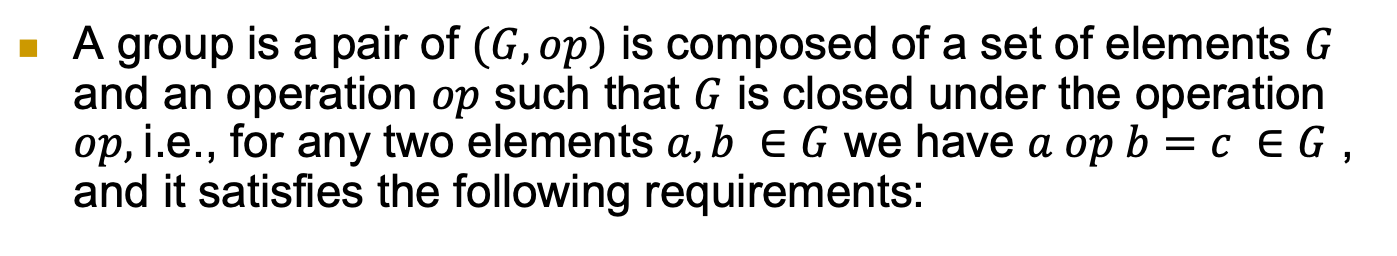 ▪ A group is a pair of (G, op) is composed of a set of elements G
and an operation op such that G is closed under the operation
op, i.e., for any two elements a, b ∈ G we have a op b = c ∈ G ,
and it satisfies the following requirements: